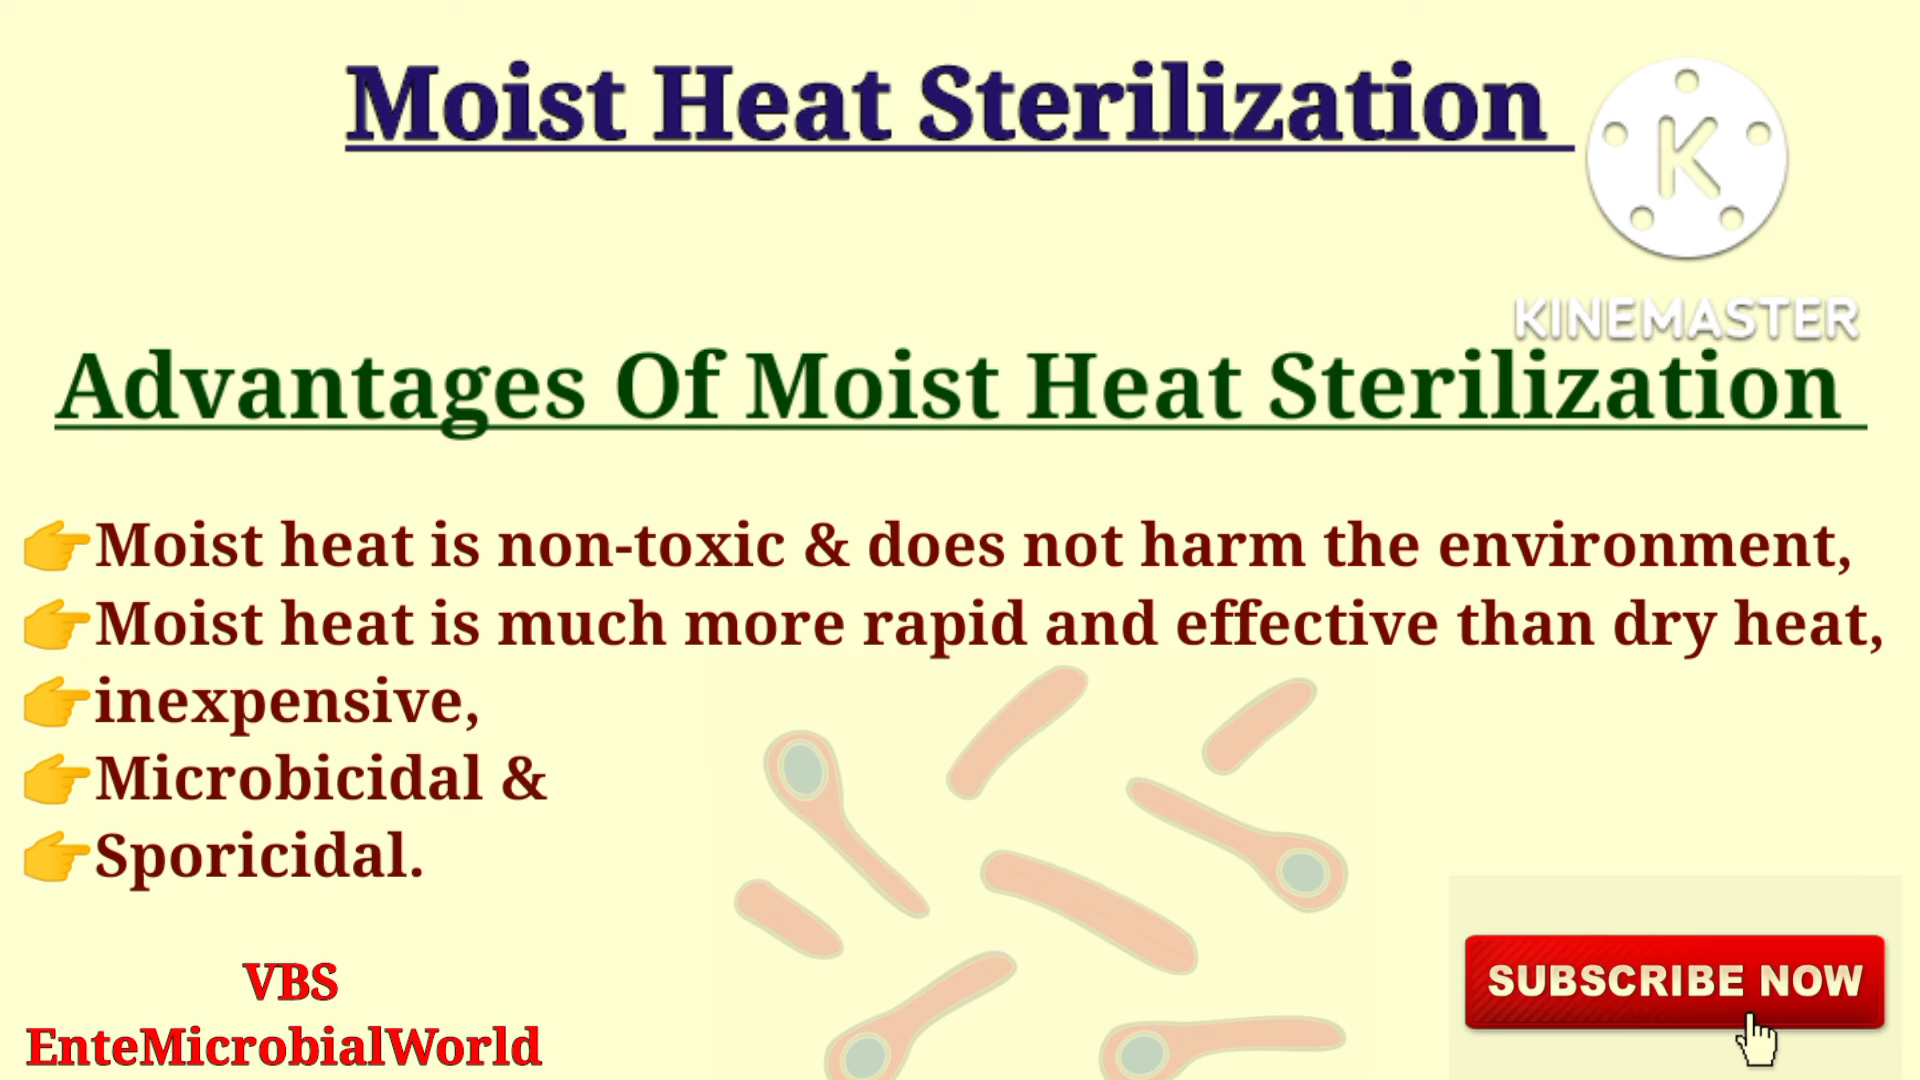 Moist Heat Sterilization
K
KINEMASTER
Advantages Of Moist Heat Sterilization
👉Moist heat is non-toxic & does not harm the environment,
👉Moist heat is much more rapid and effective than dry heat,
👉inexpensive,
👉Microbicidal &
👉Sporicidal.
VBS
EnteMicrobialWorld
SUBSCRIBE NOW